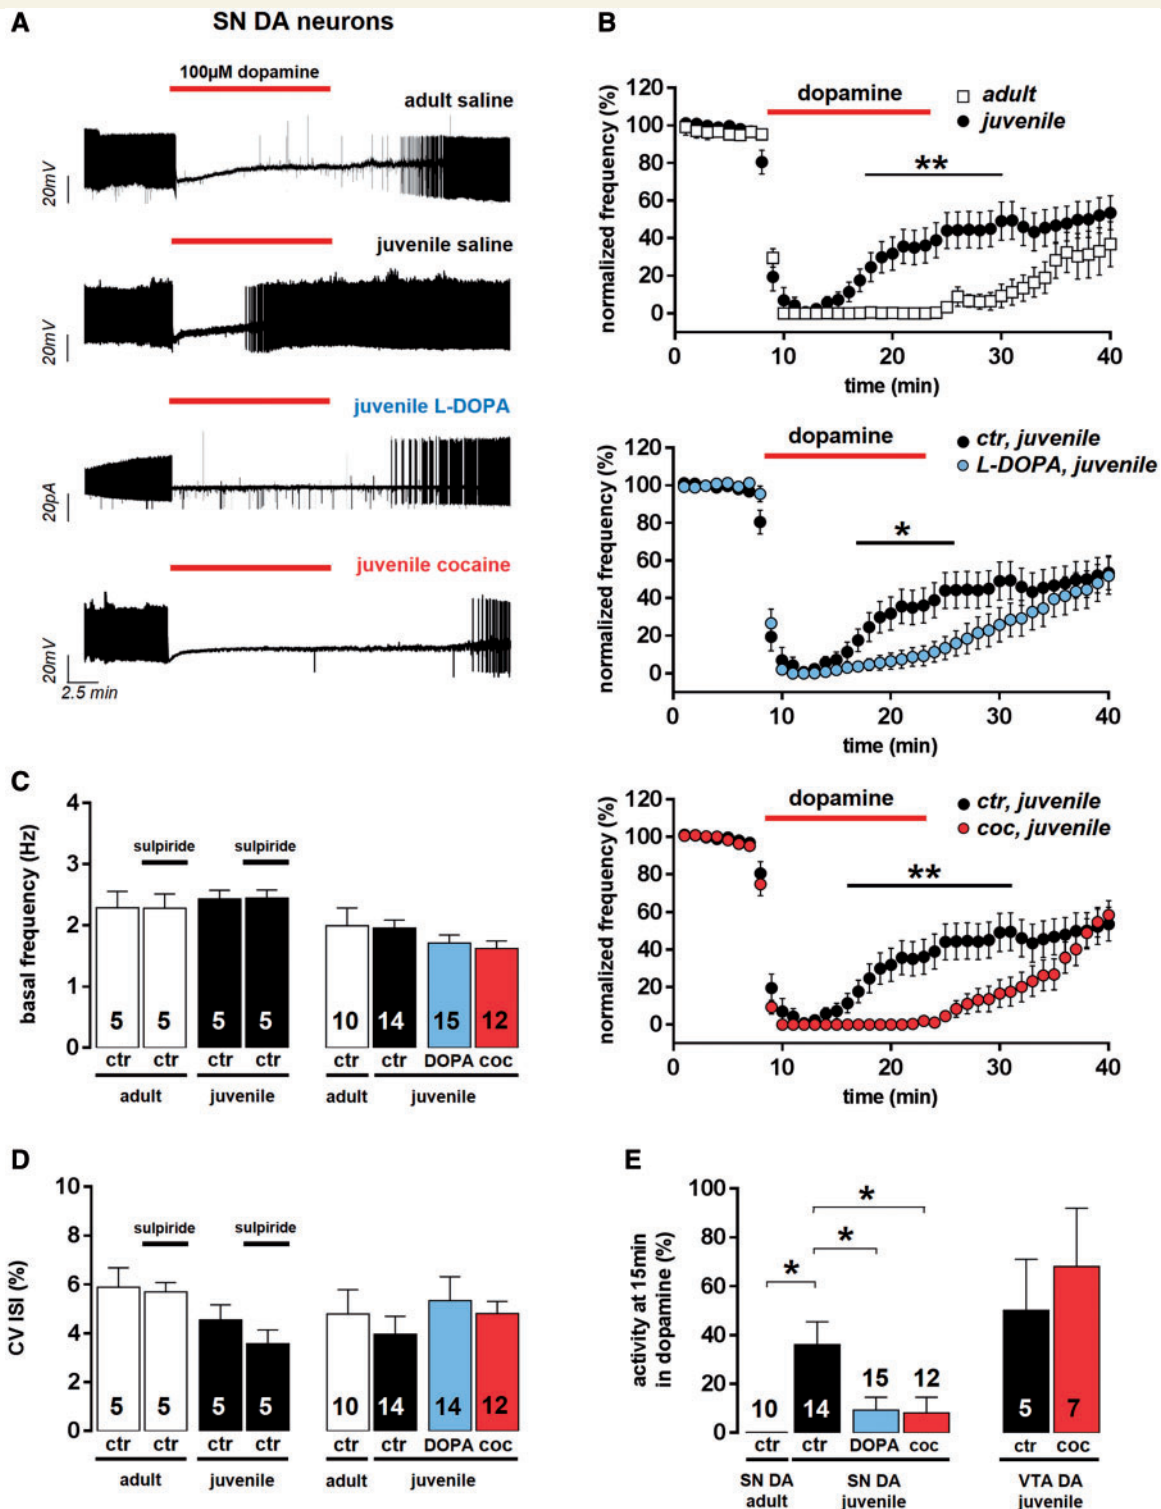 A
SN DA neurons
100µM dopamine
adult saline
20mV
juvenile saline
20mV
juvenile L-DOPA
20pA
juvenile cocaine
20mV
2.5 min
B
normalized frequency (%)
120
100
80
60
40
20
0
dopamine
adult
juvenile
**
0 10 20 30 40
time (min)
normalized frequency (%)
120
100
80
60
40
20
0
dopamine
ctr, juvenile
L-DOPA, juvenile
*
0 10 20 30 40
time (min)
normalized frequency (%)
120
100
80
60
40
20
0
dopamine
ctr, juvenile
coc, juvenile
**
0 10 20 30 40
time (min)
C
basal frequency (Hz)
4
3
2
1
0
sulpiride sulpiride
5 5 5 5 10 14 15 12
ctr ctr ctr ctr ctr ctr DOPA coc
adult juvenile adult juvenile
D
CV ISI (%)
10
8
6
4
2
0
sulpiride sulpiride
5 5 5 5 10 14 14 12
ctr ctr ctr ctr ctr ctr DOPA coc
adult juvenile adult juvenile
E
activity at 15min
in dopamine (%)
100
80
60
40
20
0
*
*
*
10 14 15 12 5 7
ctr ctr DOPA coc ctr coc
SN DA SN DA VTA DA
adult juvenile juvenile